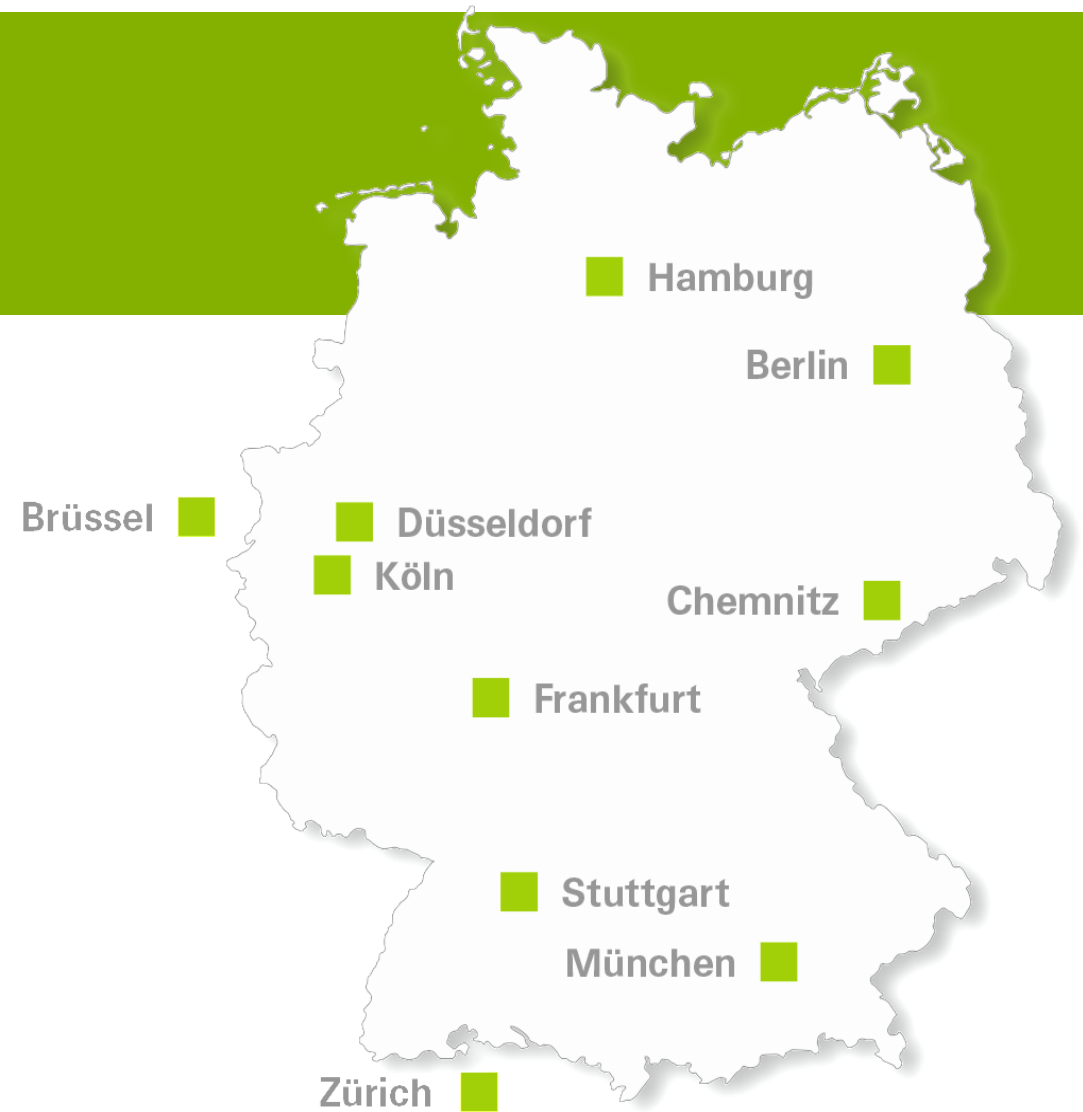 Hamburg
Berlin
Brüssel
Düsseldorf
Köln
Chemnitz
Frankfurt
Stuttgart
München
Zürich